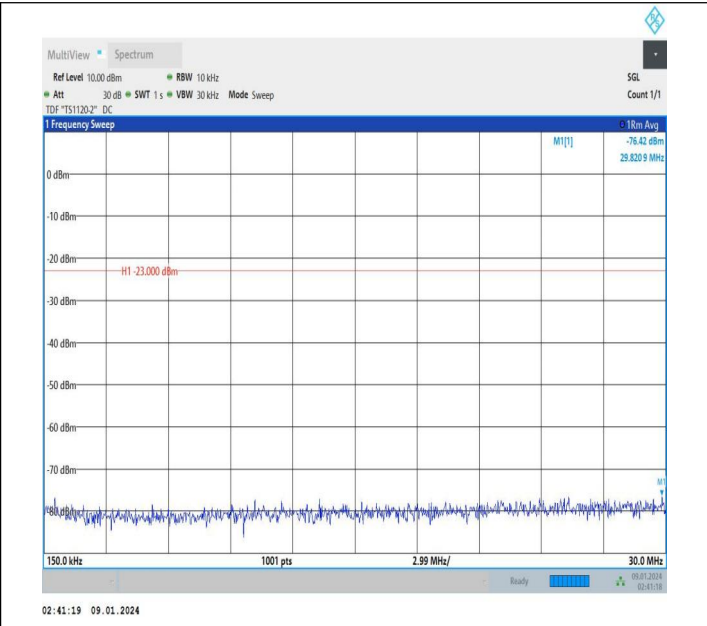 R S
MultiView Spectrum
Ref Level 10.00 dBm RBW 10 kHz SGL
Att 30 dB SWT 1 s VBW 30 kHz Mode Sweep Count 1/1
TDF "TS1120-2" DC
1 Frequency Sweep 1Rm Avg
M1[1] -76.42 dBm
29.820 9 MHz
0 dBm
-10 dBm
-20 dBm
H1 -23.000 dBm
-30 dBm
-40 dBm
-50 dBm
-60 dBm
-70 dBm
M1
-80 dBm
150.0 kHz 1001 pts 2.99 MHz/ 30.0 MHz
Ready 09.01.2024
02:41:18
02:41:19 09.01.2024